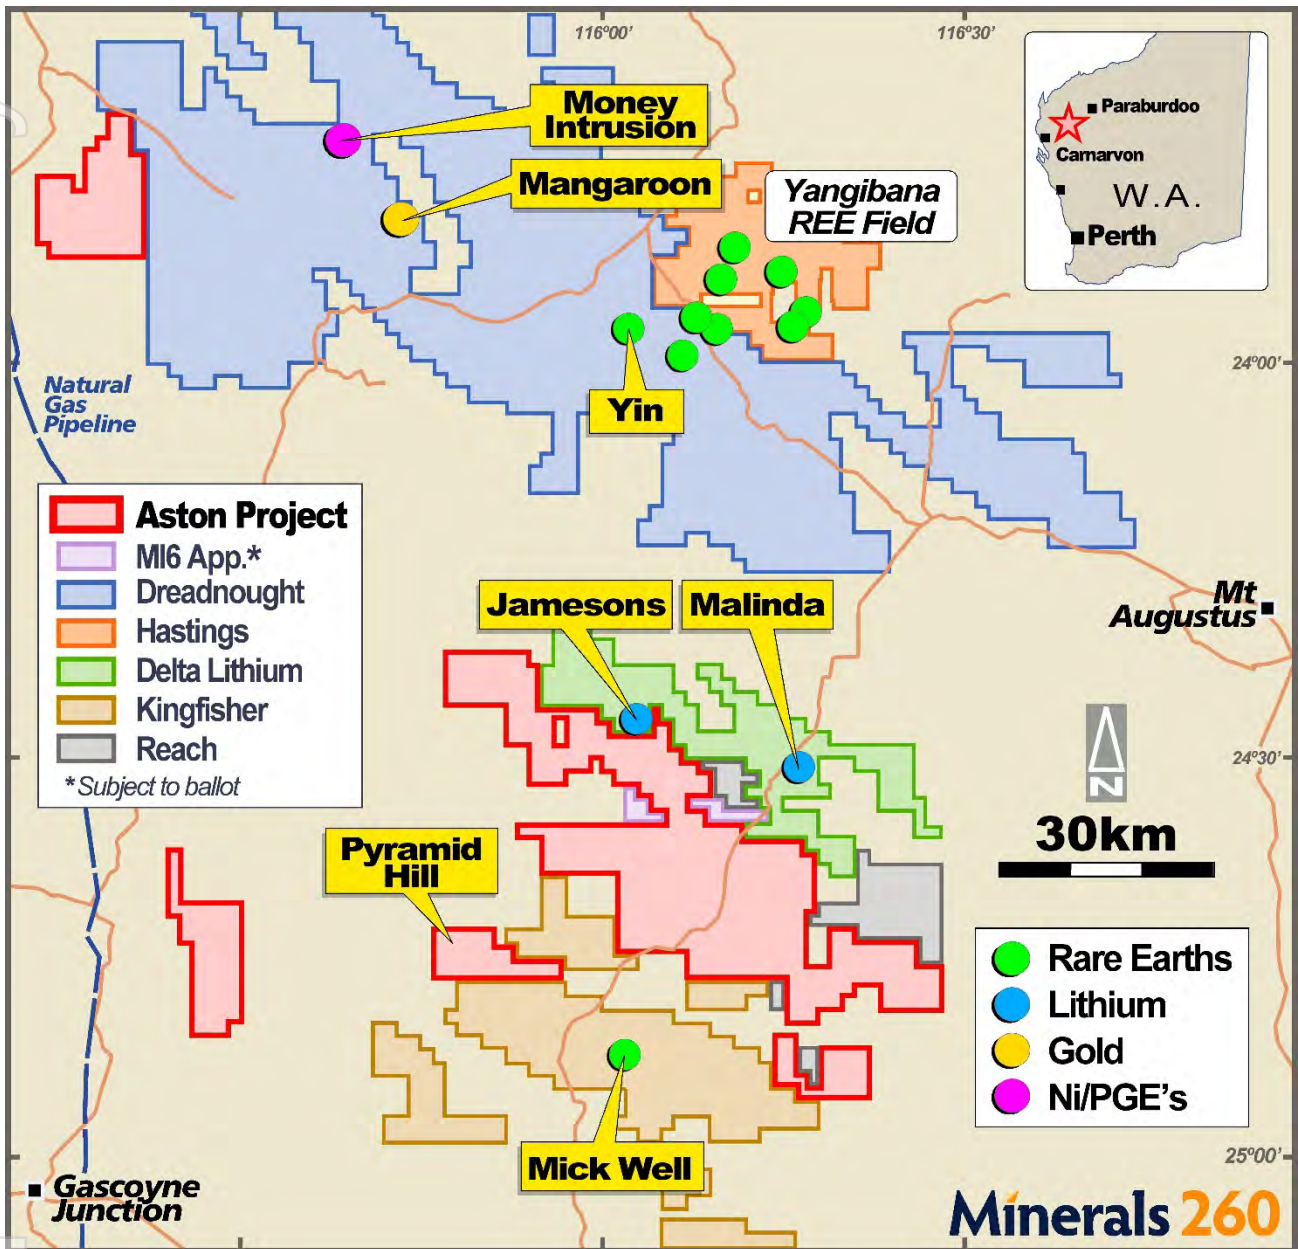 116°00'
116°30'
Money
Intrusion
Mangaroon
Yangibana
REE Field
Paraburdoo
Carnarvon
W.A.
Perth
24°00'
Natural
Gas
Pipeline
Yin
Aston Project
MI6 App.*
Dreadnought
Hastings
Delta Lithium
Kingfisher
Reach
*Subject to ballot
Jamesons
Malinda
Mt
Augustus
24°30'
N
30km
Pyramid
Hill
Rare Earths
Lithium
Gold
Ni/PGE's
Mick Well
25°00'
Gascoyne
Junction
Minerals 260